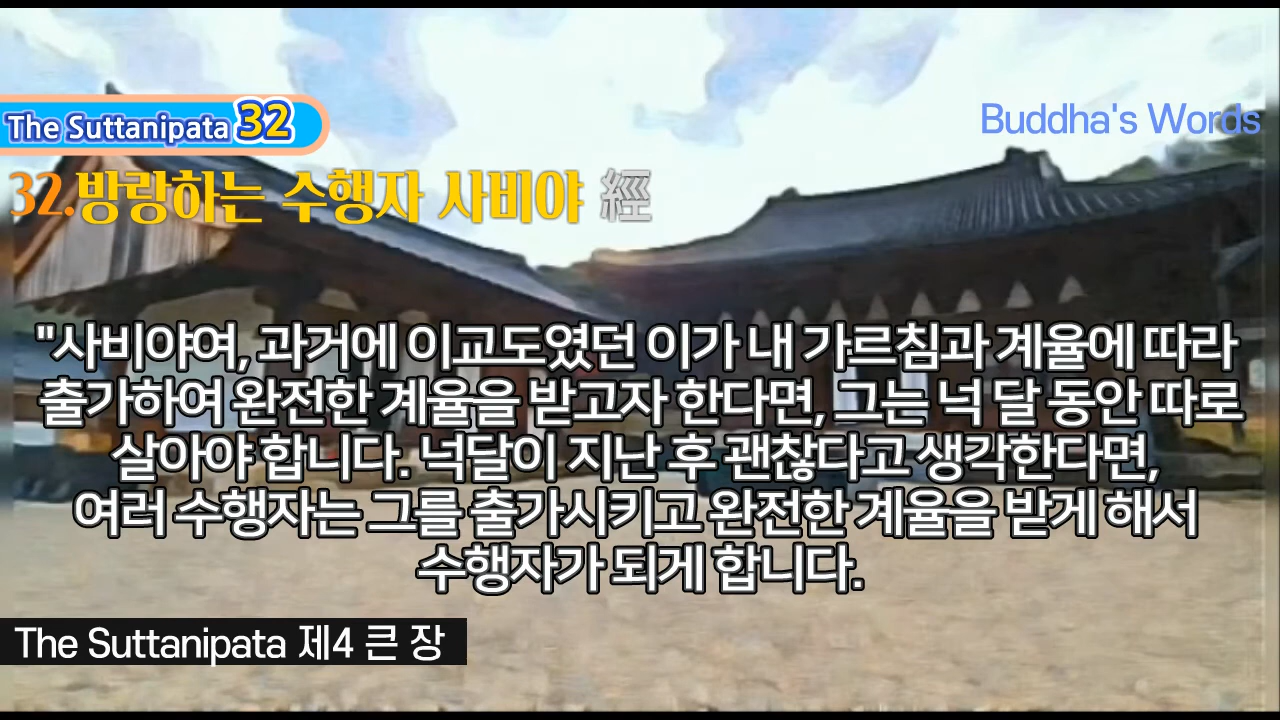 The Suttanipata 32
Buddha's Words
32.방랑하는 수행자 사비야 經
"사비야여, 과거에 이교도였던 이가 내 가르침과 계율에 따라
출가하여 완전한 계율을 받고자 한다면, 그는 넉 달 동안 따로
살아야 합니다. 넉달이 지난 후 괜찮다고 생각한다면,
여러 수행자는 그를 출가시키고 완전한 계율을 받게 해서
수행자가 되게 합니다.
The Suttanipata 제4 큰 장